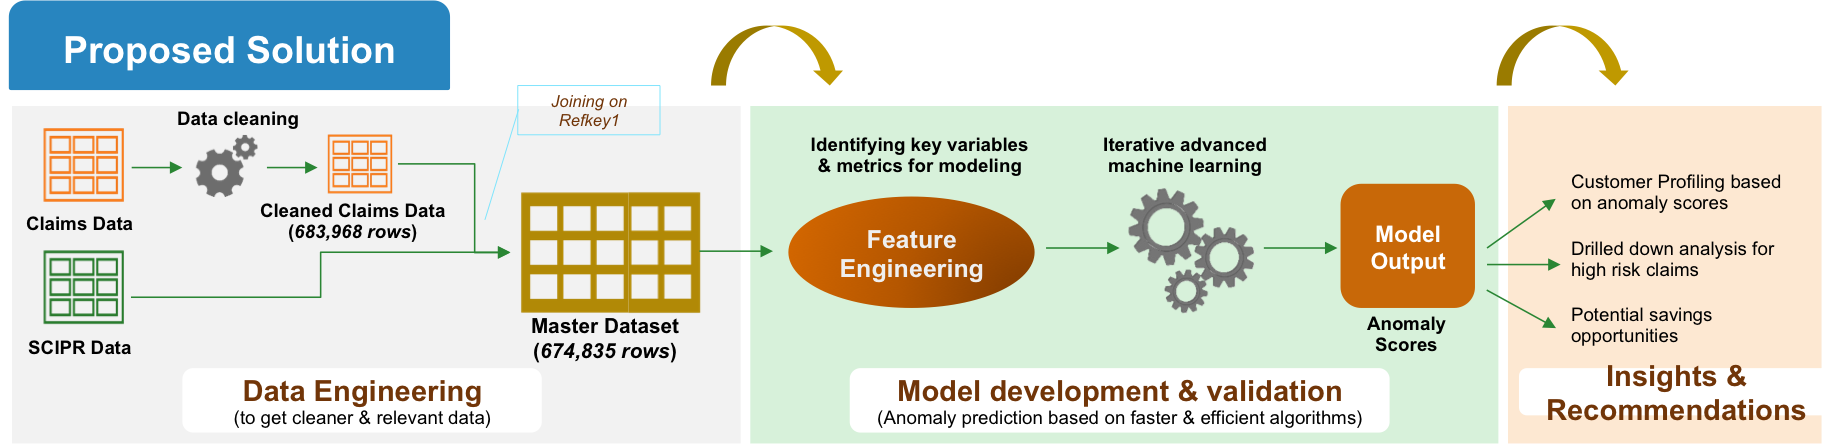 Proposed Solution
Joining on
Refkey1
Data cleaning
Claims Data
Cleaned Claims Data
(683,968 rows)
SCIPR Data
Master Dataset
(674,835 rows)
Data Engineering
(to get cleaner & relevant data)
Identifying key variables
& metrics for modeling
Feature
Engineering
Iterative advanced
machine learning
Model
Output
Anomaly
Scores
Model development & validation
(Anomaly prediction based on faster & efficient algorithms)
Customer Profiling based
on anomaly scores
Drilled down analysis for
high risk claims
Potential savings
opportunities
Insights &
Recommendations